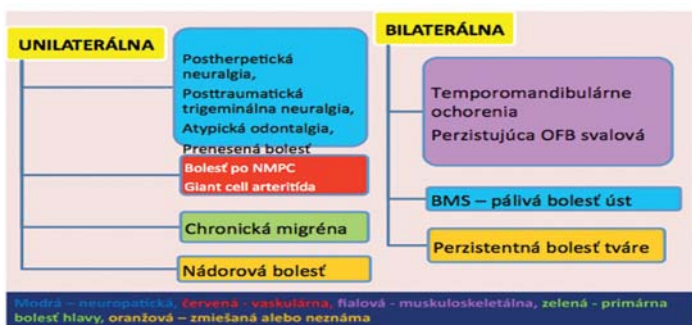 UNILATERÁLNA
Postherpetická
neuralgia,
Posttraumatická
trigeminálna neuralgia,
Atypická odontalgia,
Prenesená bolesť
Bolesť po NMPC
Giant cell arteritída
Chronická migréna
Nádorová bolesť
BILATERÁLNA
Temporomandibulárne
ochorenia
Perzistujúca OFB svalová
BMS – pálivá bolesť úst
Perzistentná bolesť tváre
Modrá – neuropatická, červená - vaskulárna, fialová - muskuloskeletálna, zelená - primárna
bolesť hlavy, oranžová – zmiešaná alebo neznáma